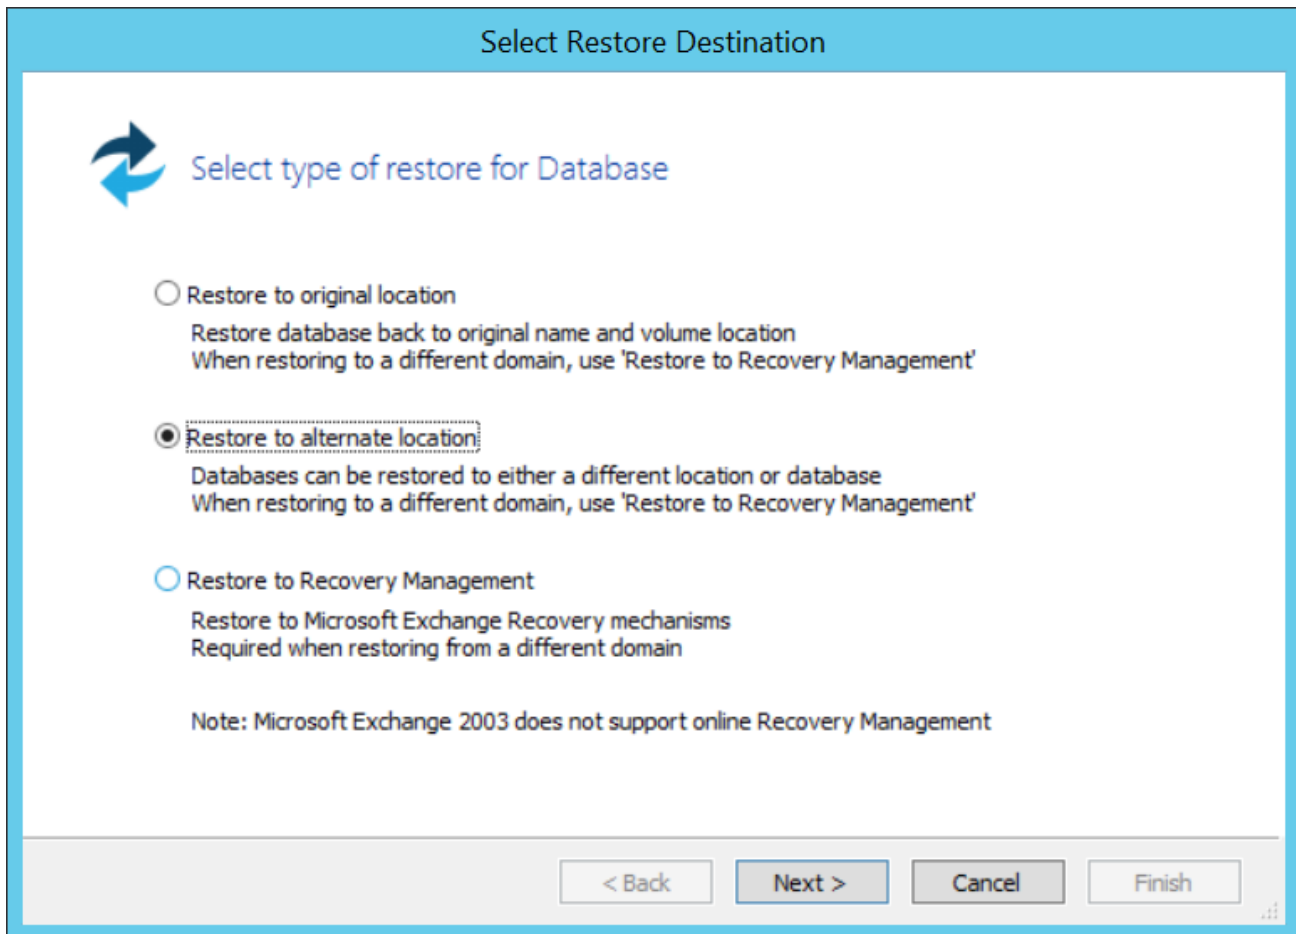 Select Restore Destination
Select type of restore for Database
Restore to original location
Restore database back to original name and volume location
When restoring to a different domain, use 'Restore to Recovery Management'
Restore to alternate location
Databases can be restored to either a different location or database
When restoring to a different domain, use 'Restore to Recovery Management'
Restore to Recovery Management
Restore to Microsoft Exchange Recovery mechanisms
Required when restoring from a different domain
Note: Microsoft Exchange 2003 does not support online Recovery Management
< Back Next > Cancel Finish